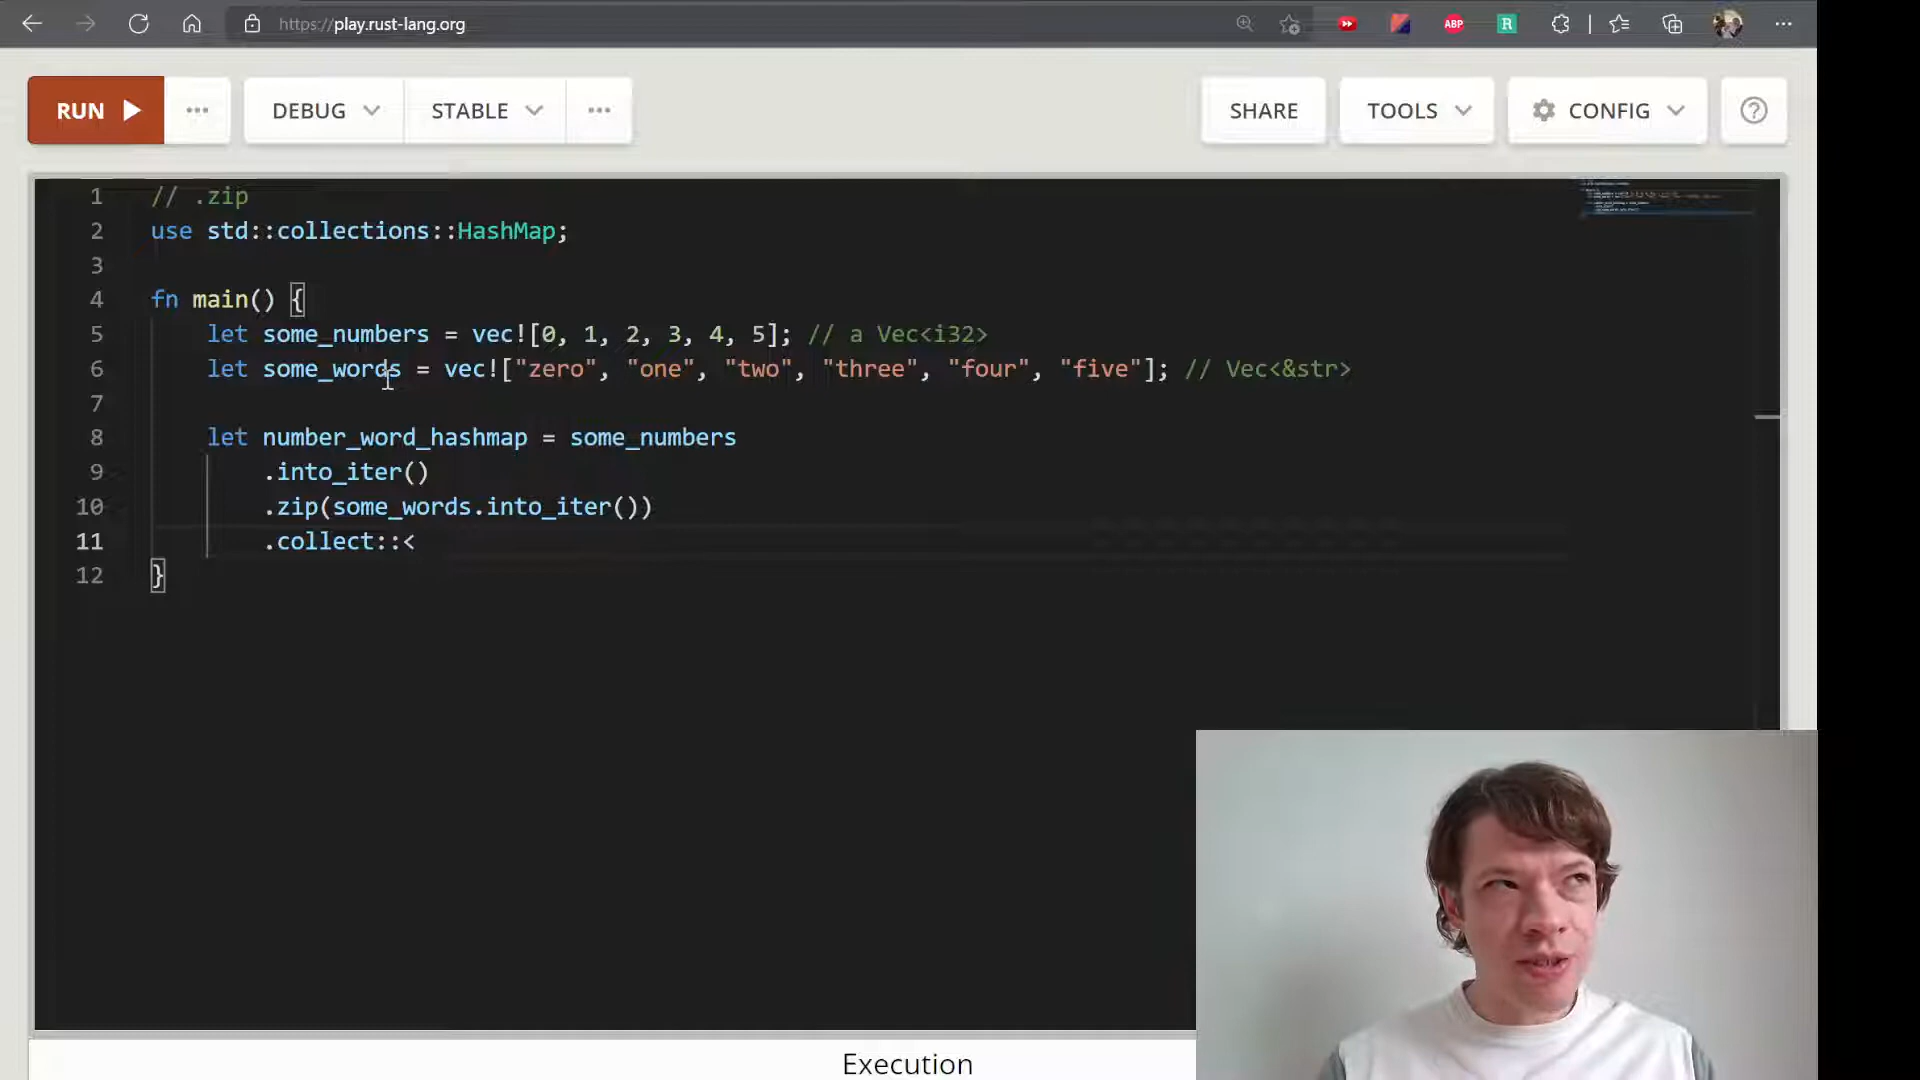 https://play.rust-lang.org
ABP
R
RUN
DEBUG
STABLE
SHARE
TOOLS
CONFIG
1 // .zip
2 use std::collections::HashMap;
3
4 fn main() {
5 let some_numbers = vec![0, 1, 2, 3, 4, 5]; // a Vec<i32>
6 let some_words = vec!["zero", "one", "two", "three", "four", "five"]; // Vec<&str>
7
8 let number_word_hashmap = some_numbers
9 .into_iter()
10 .zip(some_words.into_iter())
11 .collect::<
12 }
Execution